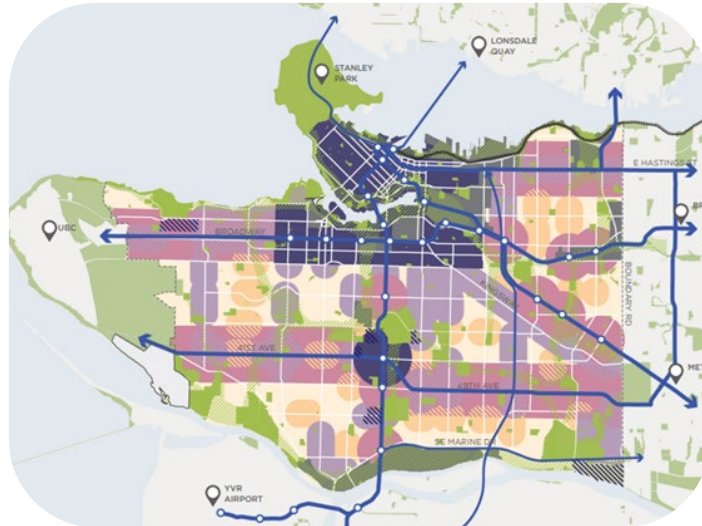 LONSDALE
QUAY
STANLEY
PARK
E HASTINGS ST
UBC
BROADWAY
KINGSWAY
BOUNDARY RD
41ST AVE
49TH AVE
SE MARINE DR
YVR
AIRPORT